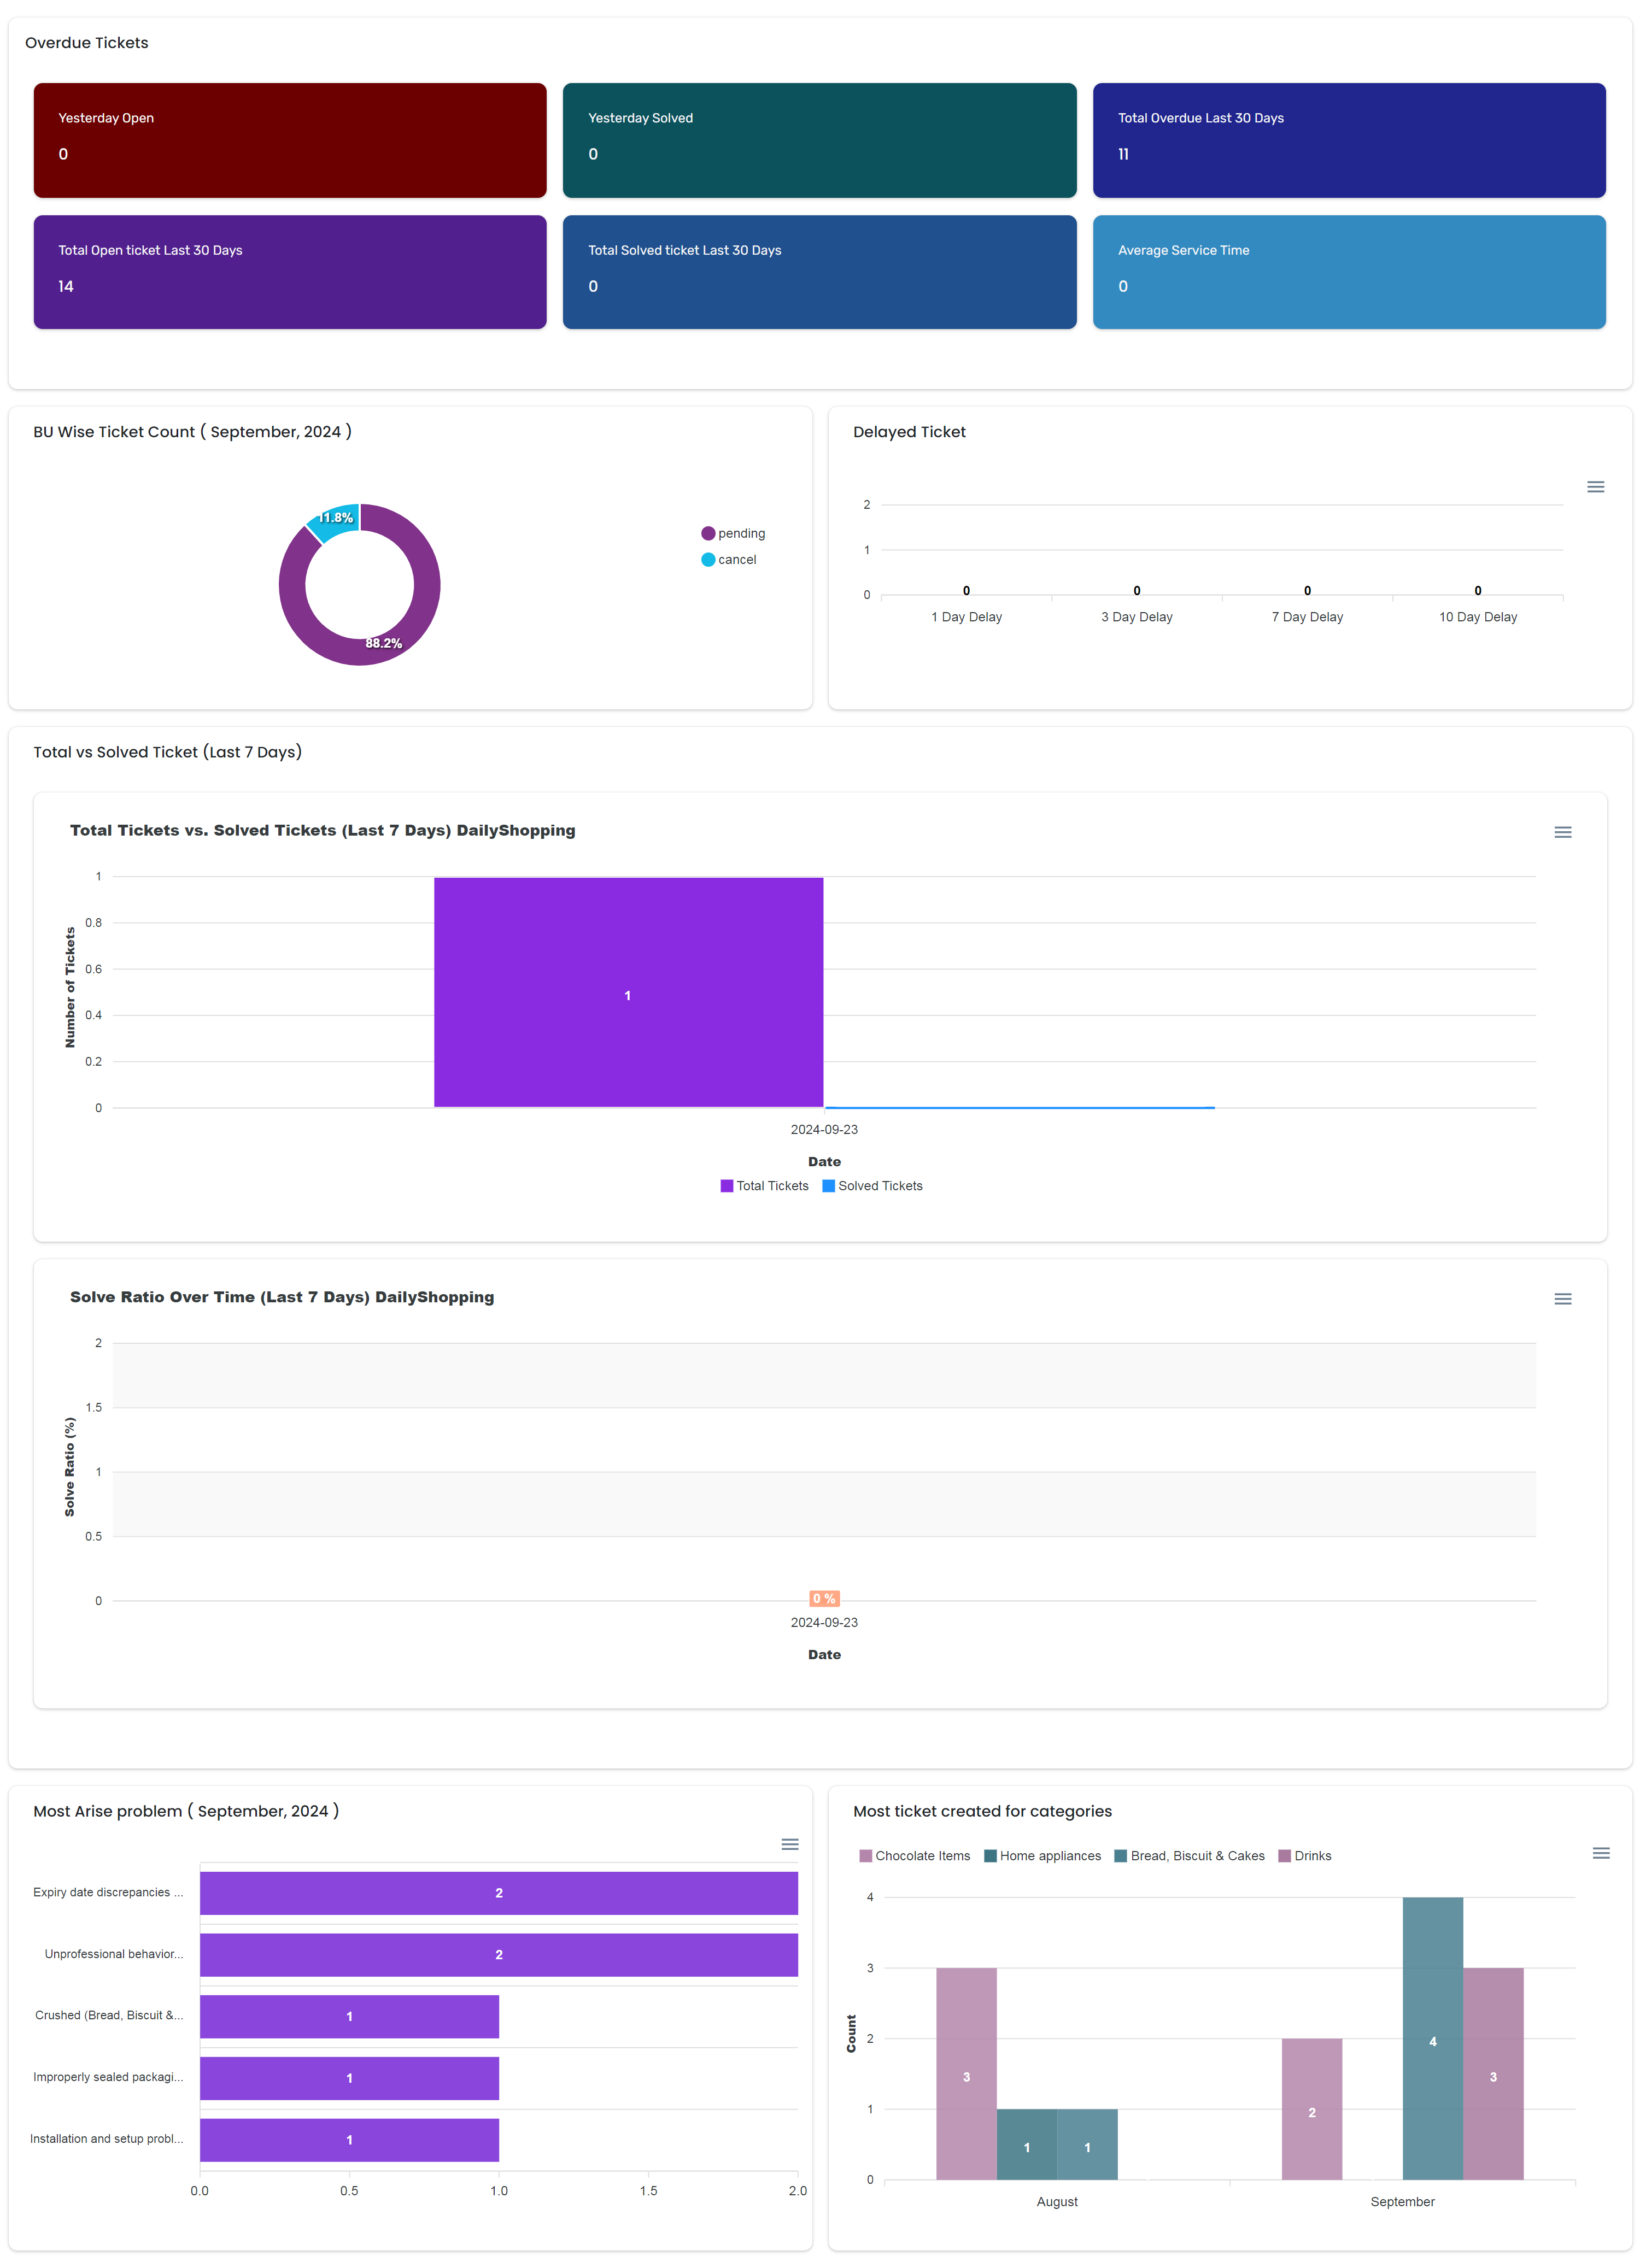 Overdue Tickets
Yesterday Open
0
Yesterday Solved
0
Total Overdue Last 30 Days
11
Total Open ticket Last 30 Days
14
Total Solved ticket Last 30 Days
0
Average Service Time
0
BU Wise Ticket Count ( September, 2024 )
11.8%
88.2%
pending
cancel
Delayed Ticket
2
1
0
0 0 0 0
1 Day Delay 3 Day Delay 7 Day Delay 10 Day Delay
Total vs Solved Ticket (Last 7 Days)
Total Tickets vs. Solved Tickets (Last 7 Days) DailyShopping
Number of Tickets
1
0.8
0.6
0.4
0.2
0
1
2024-09-23
Date
Total Tickets Solved Tickets
Solve Ratio Over Time (Last 7 Days) DailyShopping
Solve Ratio (%)
2
1.5
1
0.5
0
0 %
2024-09-23
Date
Most Arise problem ( September, 2024 )
Expiry date discrepancies ... 2
Unprofessional behavior... 2
Crushed (Bread, Biscuit &... 1
Improperly sealed packagi... 1
Installation and setup probl... 1
0.0 0.5 1.0 1.5 2.0
Most ticket created for categories
Chocolate Items Home appliances Bread, Biscuit & Cakes Drinks
Count
4
3
2
1
0
3 1 1 2 4 3
August September